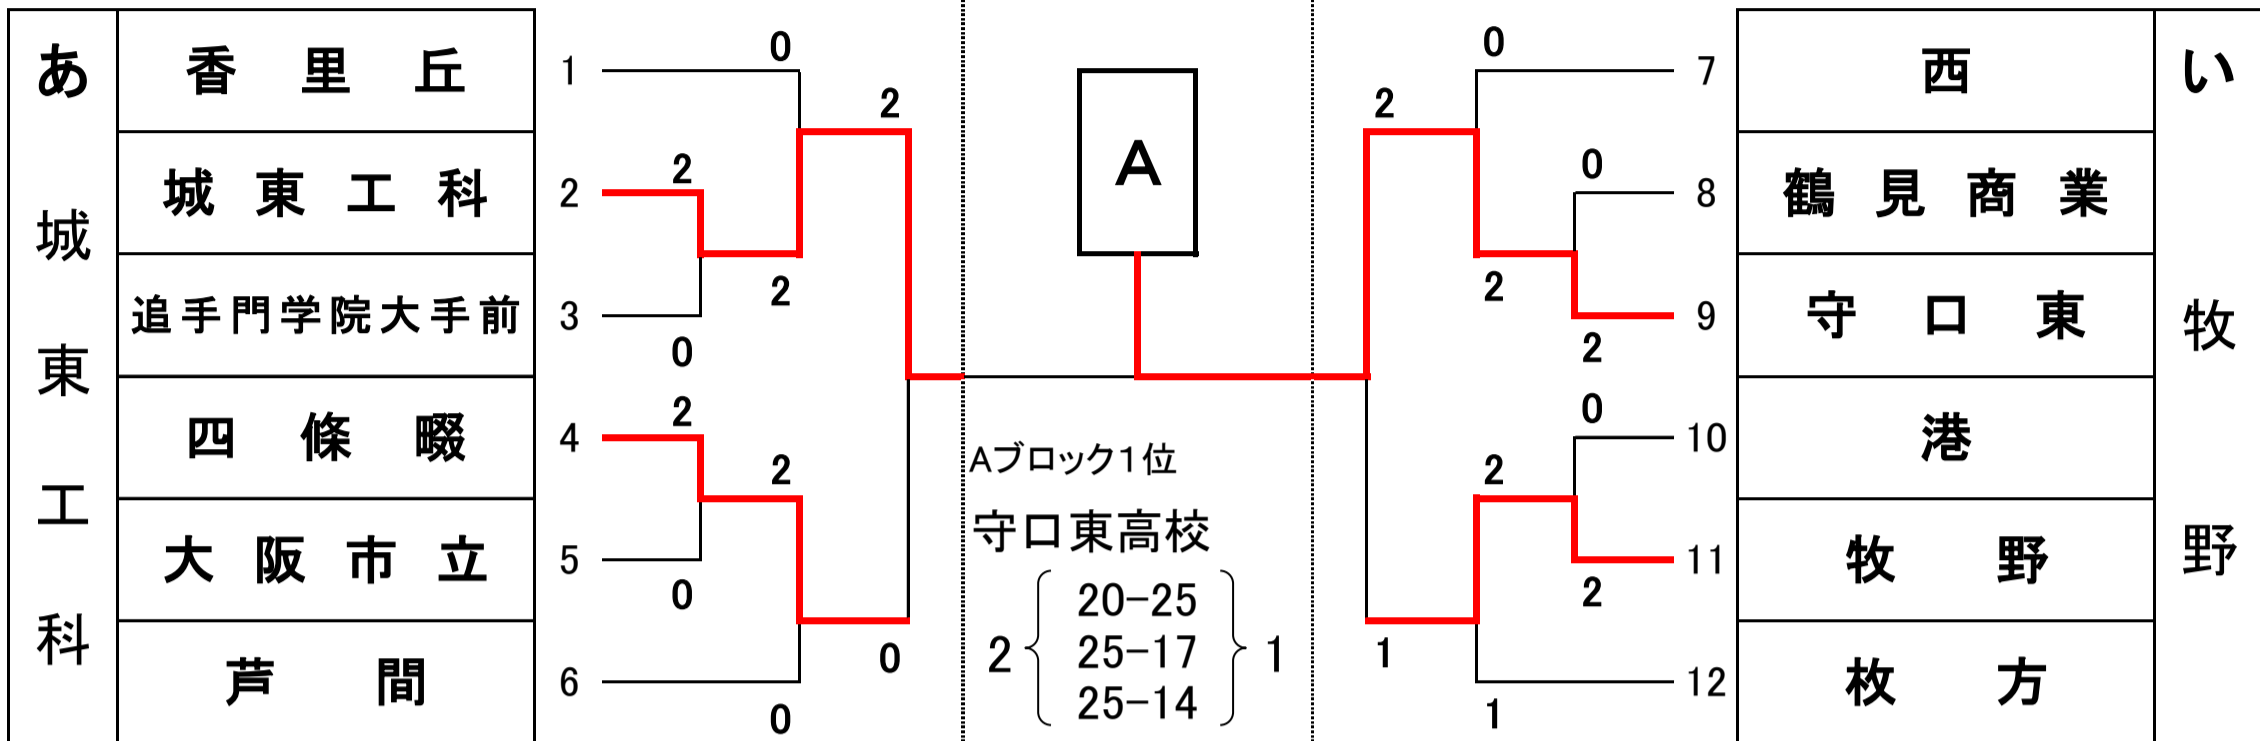 あ 城東工科
香里丘 1
城東工科 2
追手門学院大手前 3
四條畷 4
大阪市立 5
芦間 6
0
2
2
2
0
2
2
0
0
0
A
Aブロック1位
守口東高校
20-25
2 25-17 1
25-14
0
2
0
2
2
0
2
2
1
1
7 西
8 鶴見商業
9 守口東
10 港
11 牧野
12 枚方
い 牧野